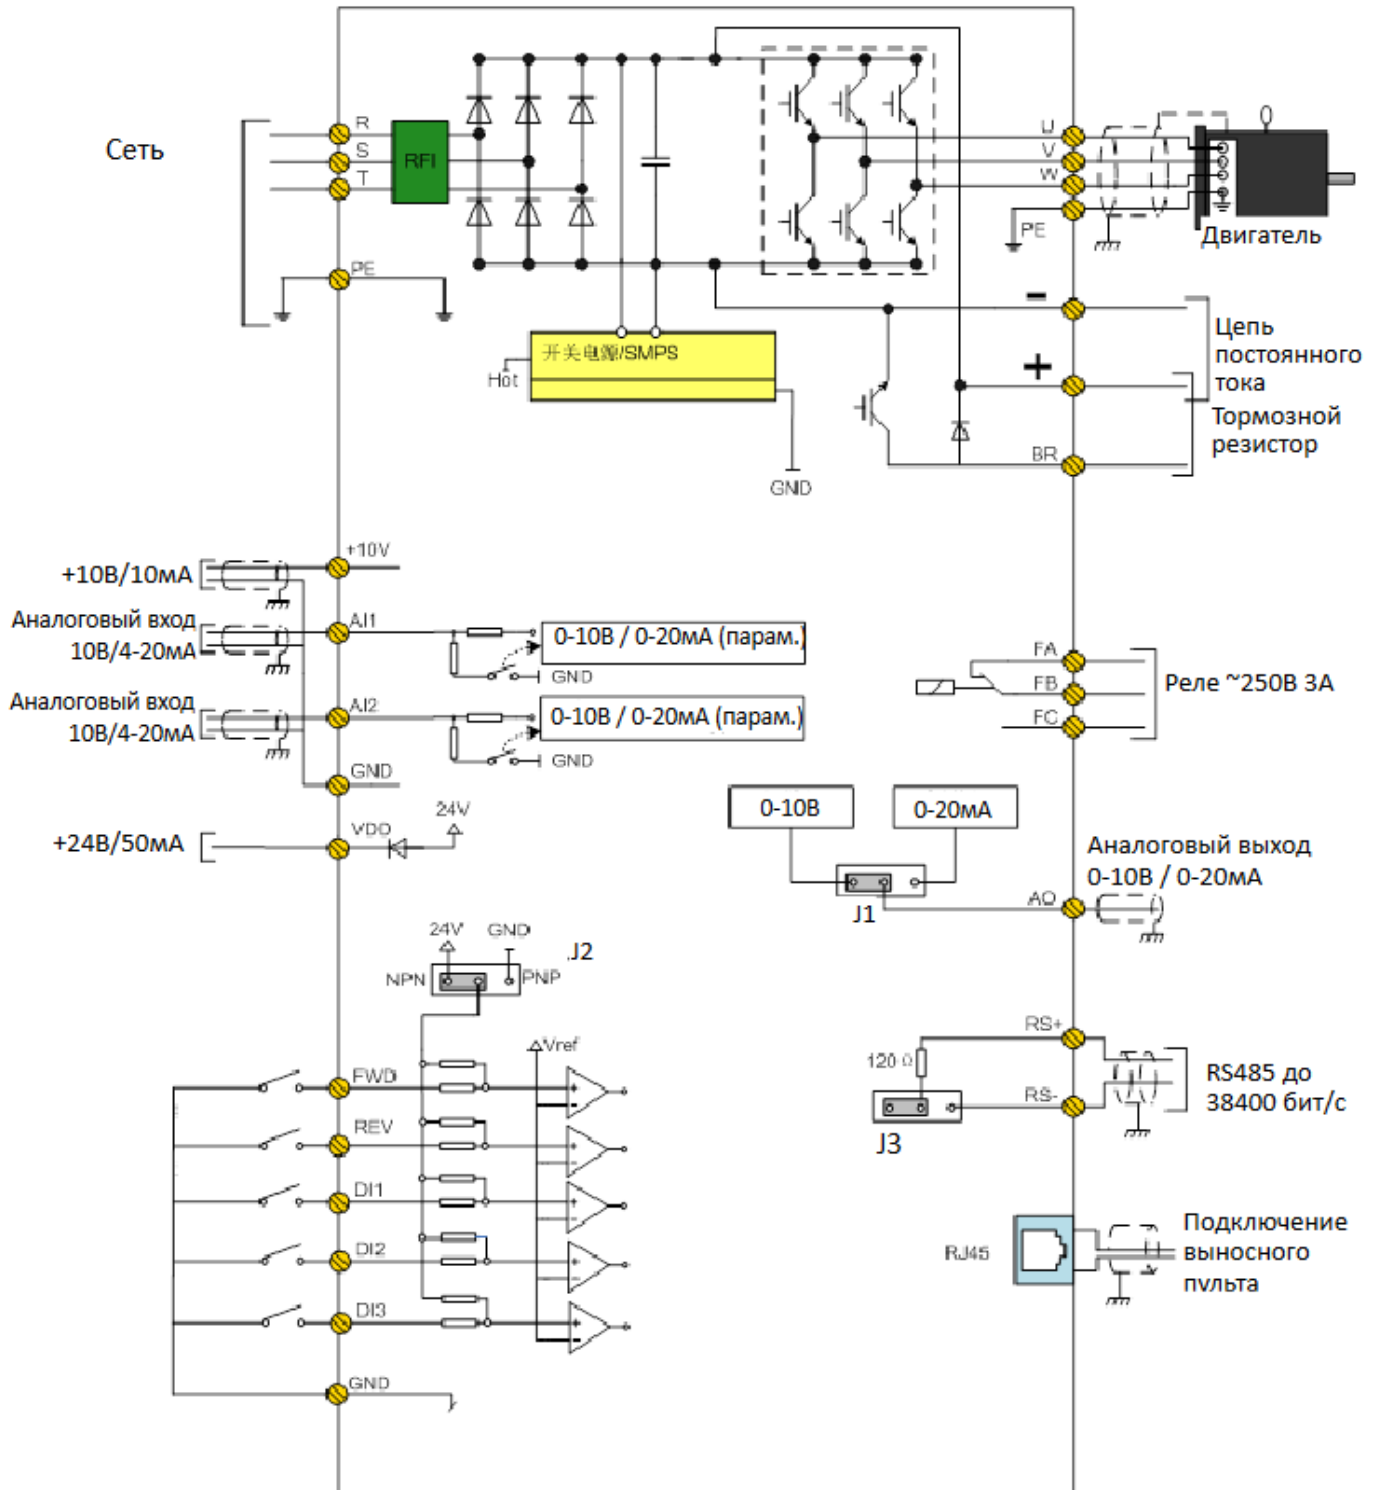 Сеть
R
S
T
RFI
PE
U
V
W
PE
Двигатель
-
+
Цепь
постоянного
тока
Тормозной
резистор
BR
开关电源/SMPS
Hot
GND
+10V
+10В/10мА
Аналоговый вход
10В/4-20мА
AI1
0-10В / 0-20мА (парам.)
GND
Аналоговый вход
10В/4-20мА
AI2
0-10В / 0-20мА (парам.)
GND
GND
+24В/50мА
VDD
24V
FA
FB
FC
Реле ~250В 3А
0-10В
0-20мА
J1
AO
Аналоговый выход
0-10В / 0-20мА
24V
GND
J2
NPN
PNP
Vref
FWD
REV
DI1
DI2
DI3
GND
RS+
120 Ω
RS-
J3
RS485 до
38400 бит/с
RJ45
Подключение
выносного
пульта